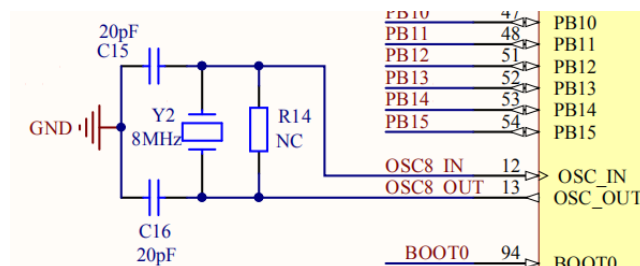 20pF
C15
GND
Y2
8MHz
R14
NC
C16
20pF
PB10 47 PB10
PB11 48 PB11
PB12 51 PB12
PB13 52 PB13
PB14 53 PB14
PB15 54 PB15
OSC8_IN 12 OSC_IN
OSC8_OUT 13 OSC_OUT
BOOT0 94 BOOT0